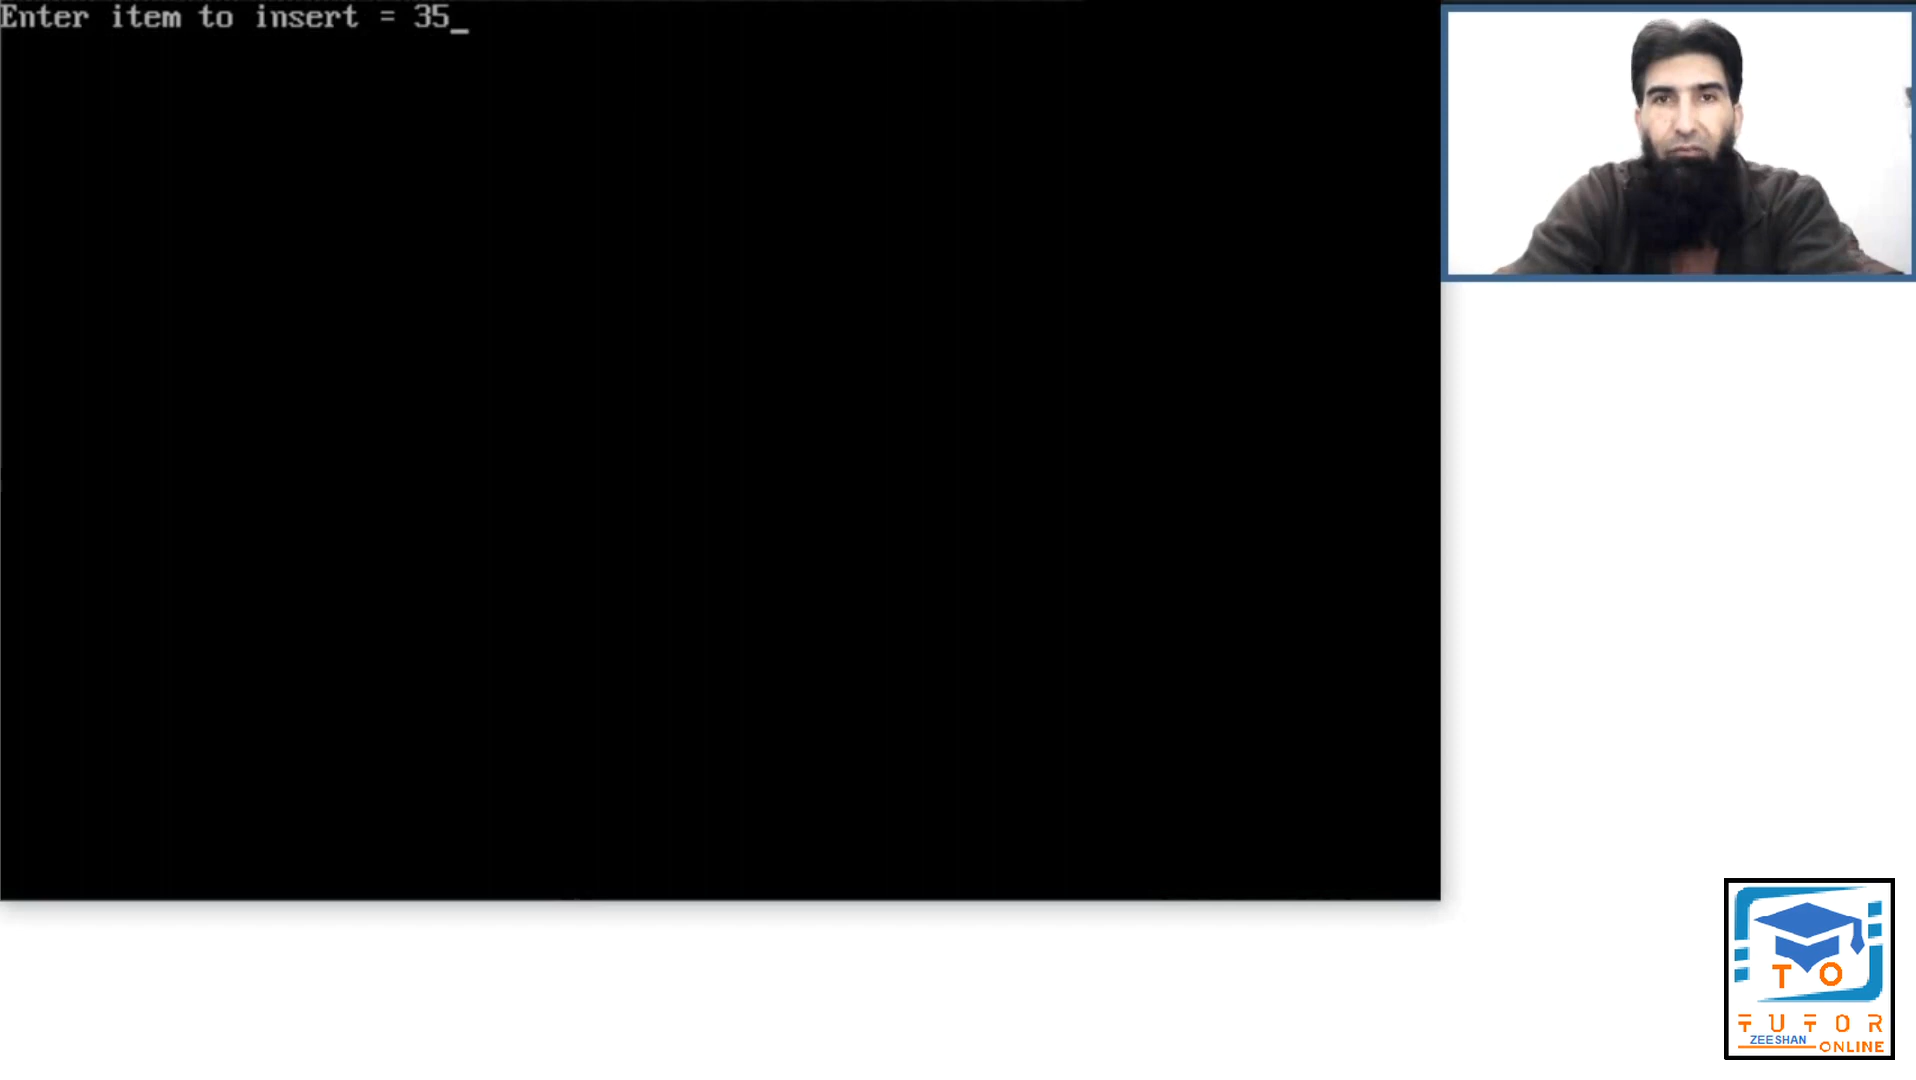 Enter item to insert = 35_
T O
TUTOR
ZEESHAN
ONLINE